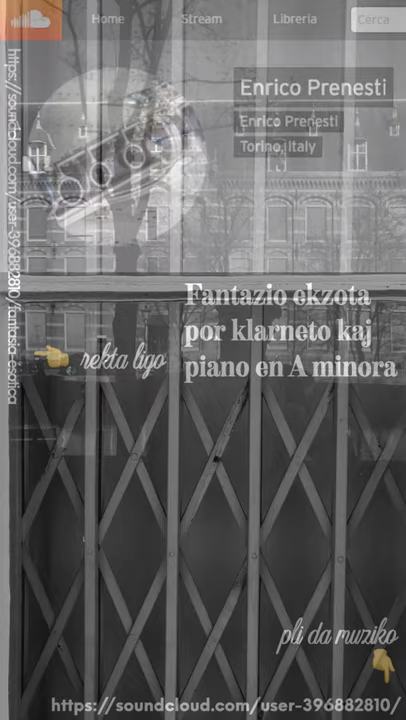 Home Stream Libreria Cerca
Enrico Prenesti
Enrico Prenesti
Torino, Italy
https://soundcloud.com/user-396882810/fantasia-esotica
Fantazio ekzota
por klarneto kaj
piano en A minora
👈 rekta ligo
pli da muziko
👇
https://soundcloud.com/user-396882810/